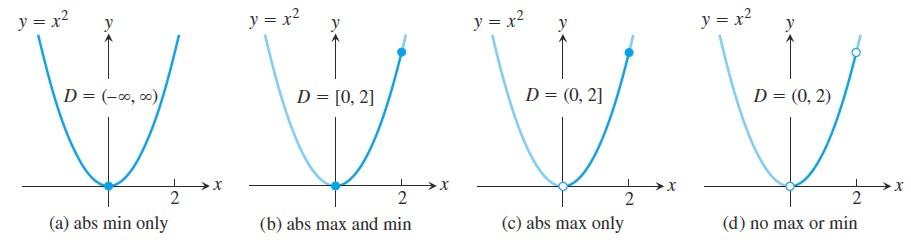 y = x²
y
D = (–∞, ∞)
x
2
(a) abs min only
y = x²
y
D = [0, 2]
x
2
(b) abs max and min
y = x²
y
D = (0, 2]
x
2
(c) abs max only
y = x²
y
D = (0, 2)
x
2
(d) no max or min